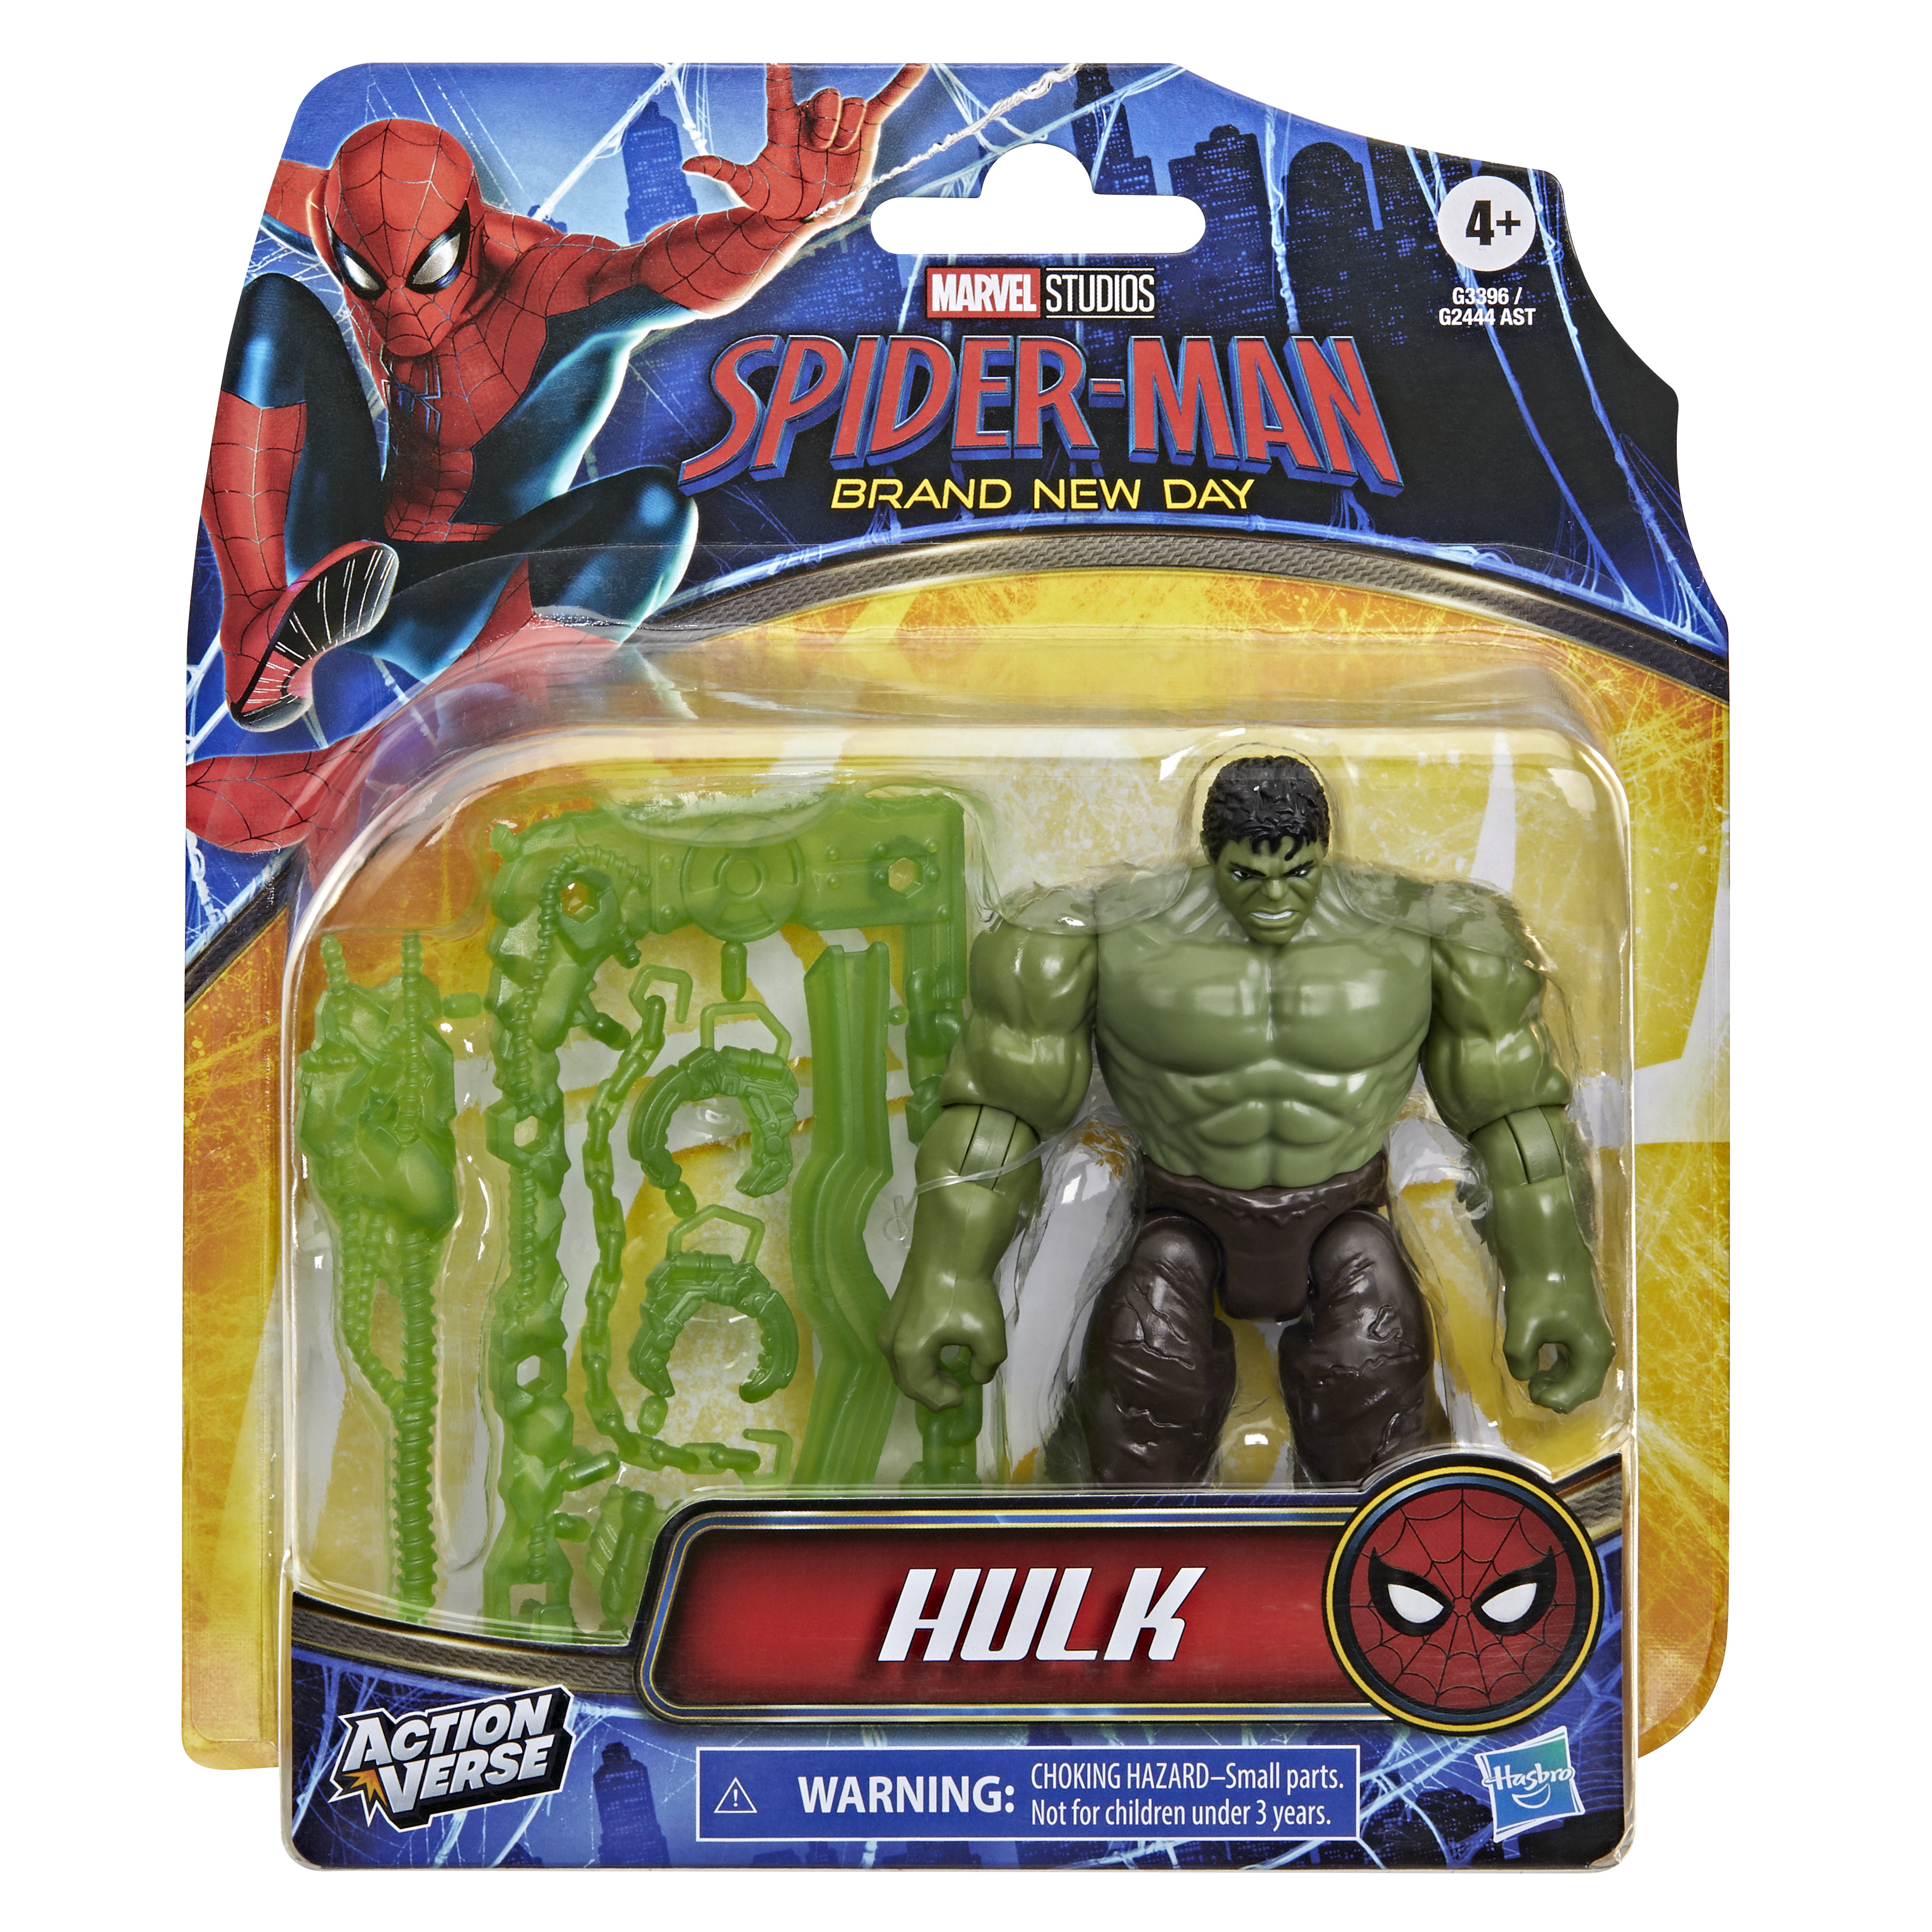 4+
G3396 /
G2444 AST
MARVEL STUDIOS
SPIDER-MAN
BRAND NEW DAY
HULK
ACTION
VERSE
WARNING:
CHOKING HAZARD–Small parts.
Not for children under 3 years.
Hasbro